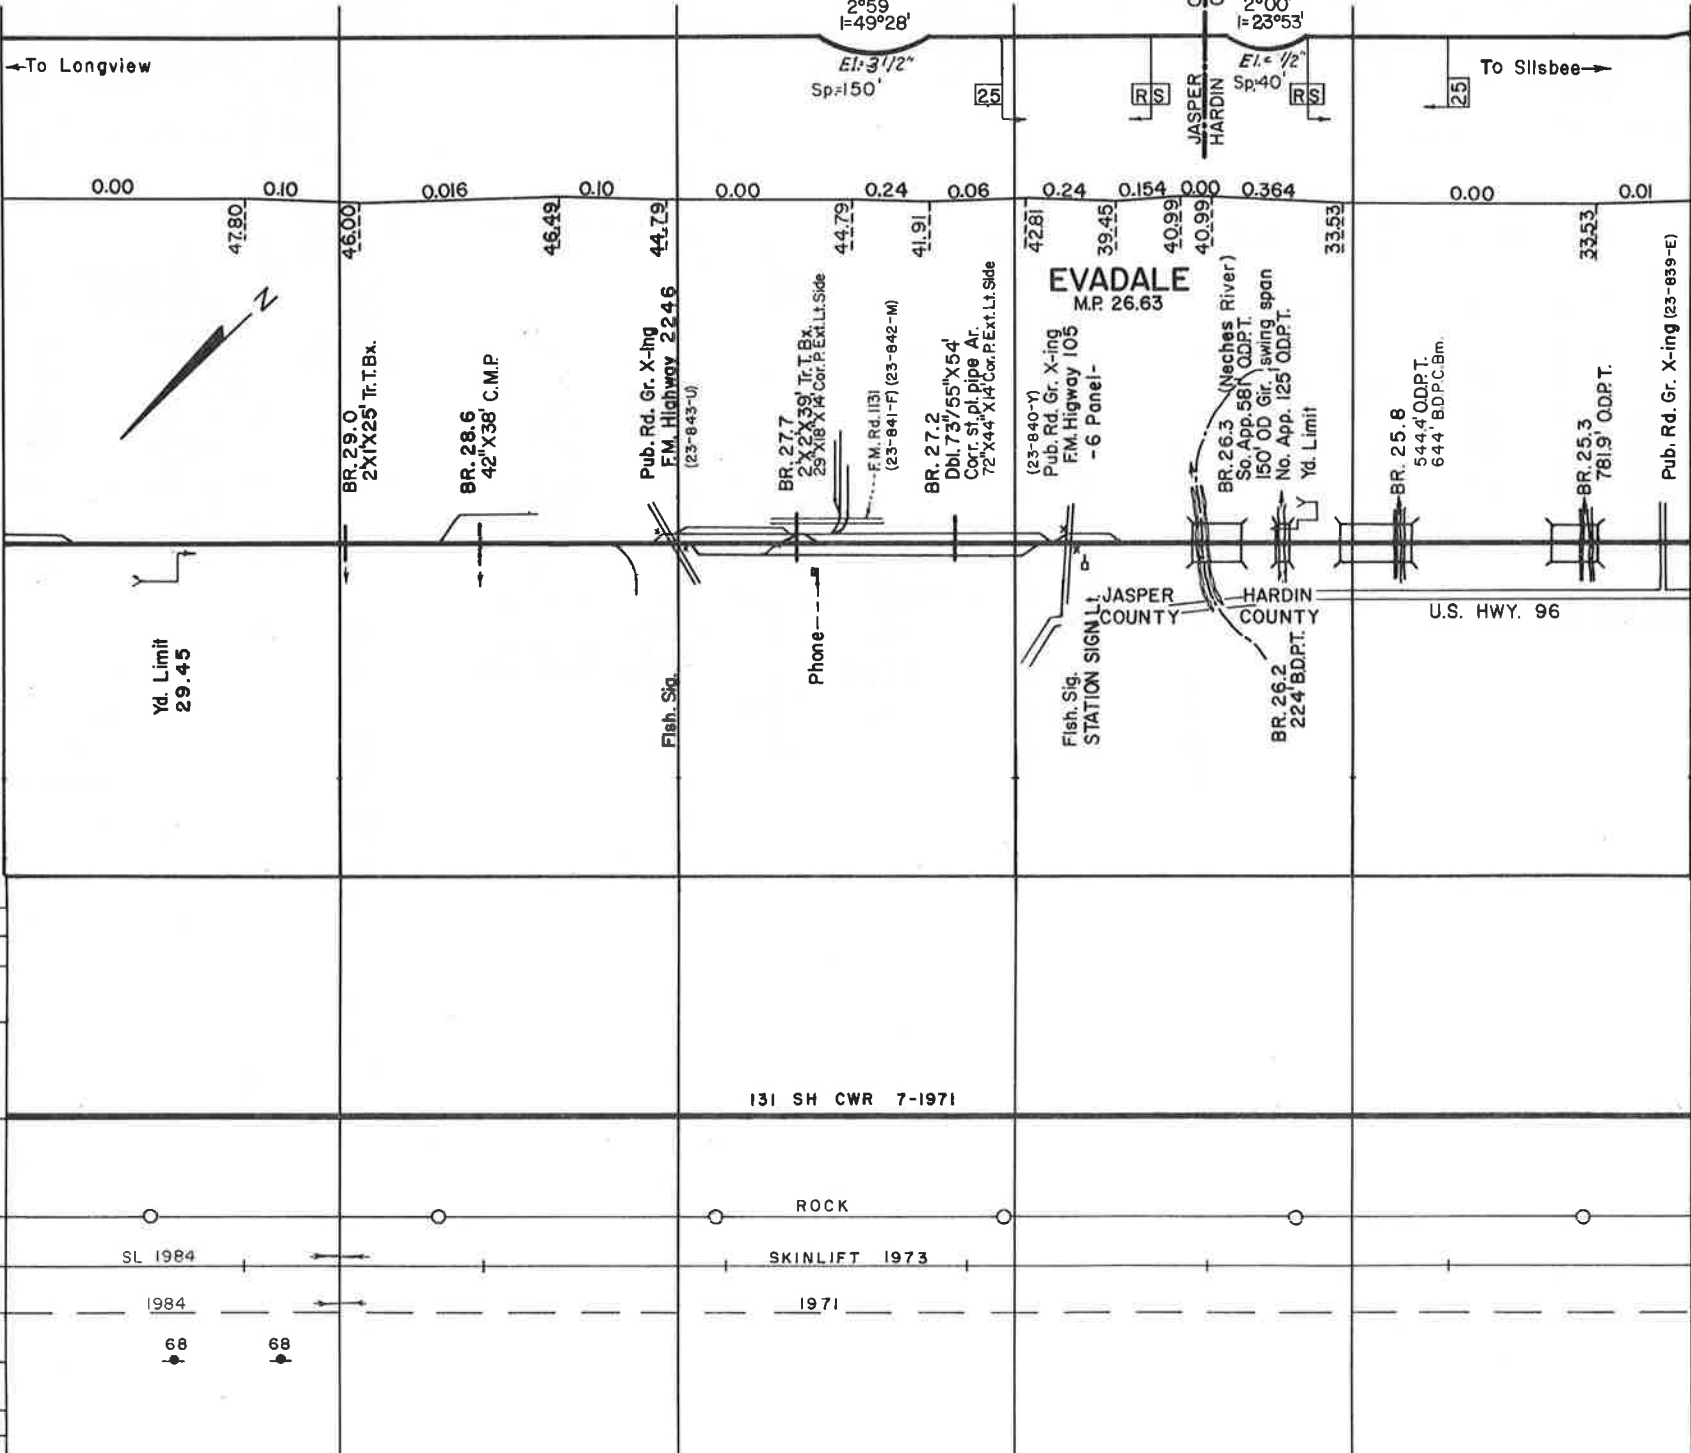 2°59'
I=49°28'
2°00'
I=23°53'
←To Longview
El.=3 1/2"
Sp.=150'
25
RS
JASPER
HARDIN
El.= 1/2"
Sp.40'
RS
25
To Silsbee→
0.00 0.10 0.016 0.10 0.00 0.24 0.06 0.24 0.154 0.00 0.364 0.00 0.01
47.80 46.00 46.49 44.79 44.79 41.91 42.81 39.45 40.99 40.99 33.53 33.53
N
EVADALE
M.P. 26.63
BR. 29.0
2'X1'X25' Tr.T.Bx.
BR. 28.6
42"X38' C.M.P.
Pub. Rd. Gr. X-ing
F.M. Highway 2246
(23-843-U)
BR. 27.7
2'X2'X39' Tr.T. Bx.
29"X18"X14' Cor.P. Ext. Lt. Side
F.M. Rd. 1131
(23-841-F) (23-842-M)
BR. 27.2
Dbl. 73"/55"X54'
Corr. st. pl. pipe Ar.
72"X44"X14' Cor.P. Ext. Lt. Side
(23-840-Y)
Pub. Rd. Gr. X-ing
F.M. Higway 105
-6 Panel-
BR. 26.3 (Neches River)
So. App. 581' O.D.P.T.
150' OD Gir. swing span
No. App. 125' O.D.P.T.
Yd. Limit
BR. 25.8
544.4' O.D.P.T.
644' B.D.P.C.Bm.
BR. 25.3
781.9' O.D.P.T.
Pub. Rd. Gr. X-ing (23-839-E)
Y
Y
X
X
X
X
Yd. Limit
29.45
Flsh. Sig.
Phone
Flsh. Sig.
STATION SIGN Lt.
JASPER
COUNTY
HARDIN
COUNTY
BR. 26.2
224' B.D.P.T.
U.S. HWY. 96
131 SH CWR 7-1971
ROCK
SL 1984
SKINLIFT 1973
1984
1971
68
68